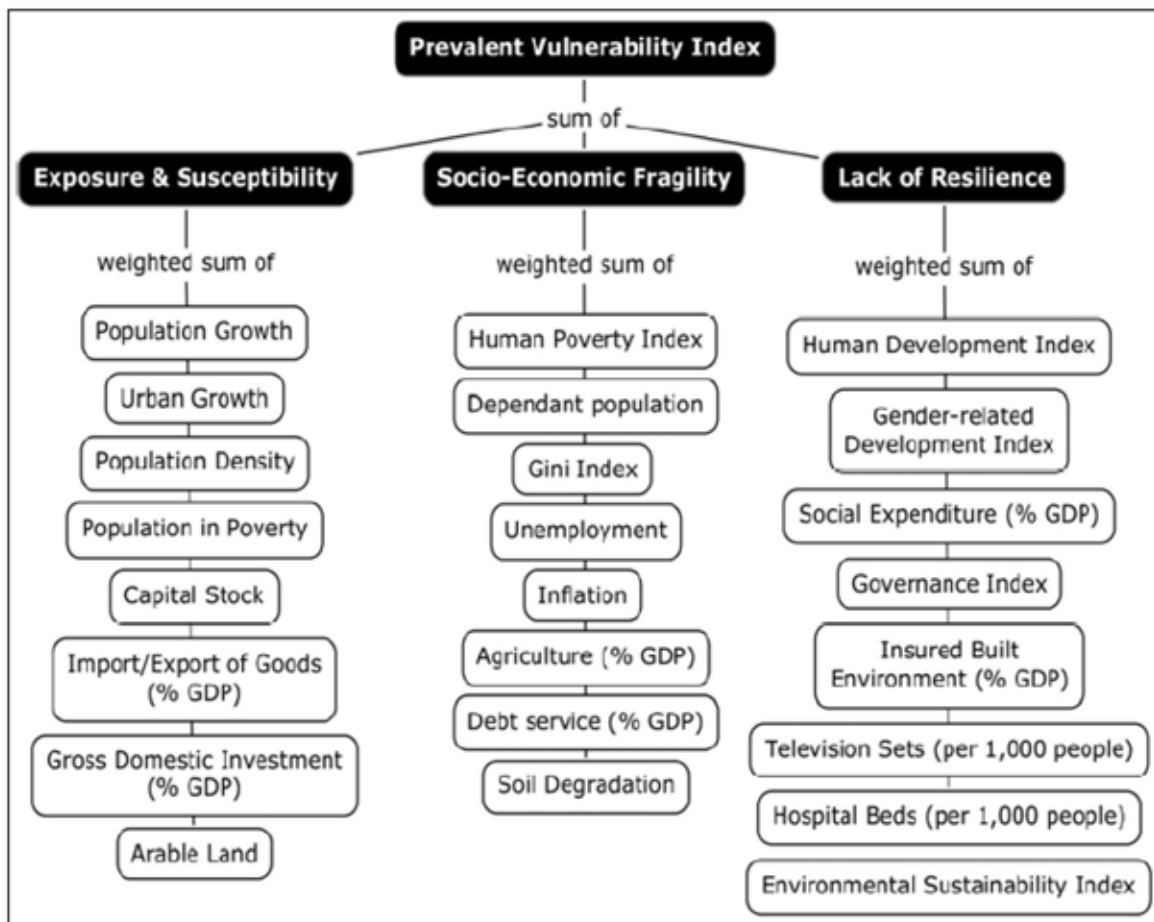 Prevalent Vulnerability Index
sum of
Exposure & Susceptibility
weighted sum of
Population Growth
Urban Growth
Population Density
Population in Poverty
Capital Stock
Import/Export of Goods
(% GDP)
Gross Domestic Investment
(% GDP)
Arable Land
Socio-Economic Fragility
weighted sum of
Human Poverty Index
Dependant population
Gini Index
Unemployment
Inflation
Agriculture (% GDP)
Debt service (% GDP)
Soil Degradation
Lack of Resilience
weighted sum of
Human Development Index
Gender-related
Development Index
Social Expenditure (% GDP)
Governance Index
Insured Built
Environment (% GDP)
Television Sets (per 1,000 people)
Hospital Beds (per 1,000 people)
Environmental Sustainability Index